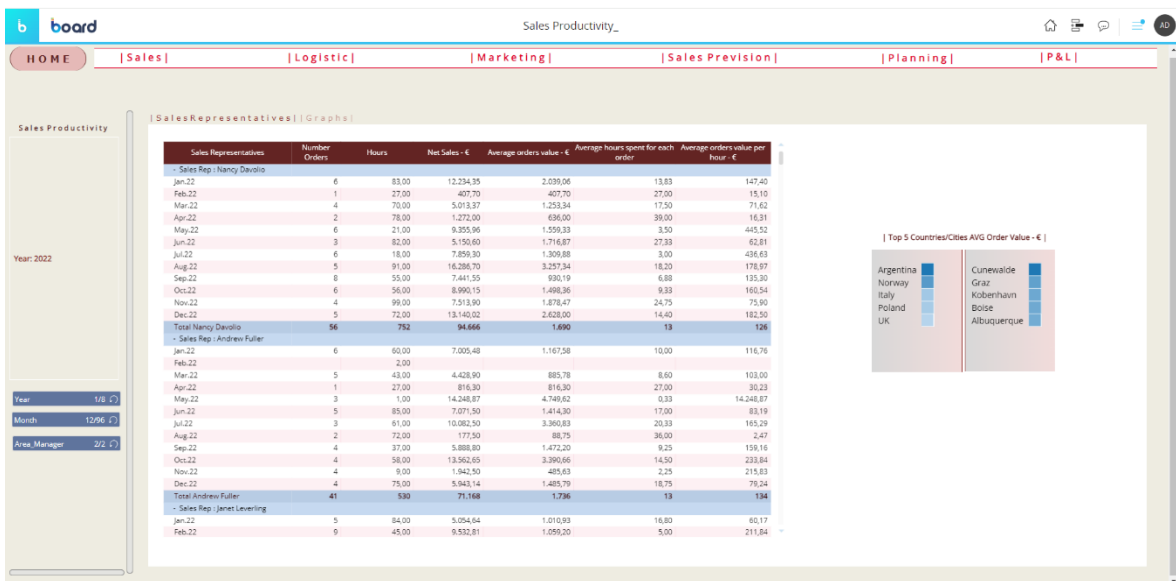 b board Sales Productivity_ AD
HOME |Sales| |Logistic| |Marketing| |Sales Prevision| |Planning| |P&L|
Sales Productivity
Year: 2022
Year 1/8
Month 12/96
Area_Manager 2/2
|SalesRepresentatives| |Graphs|
Sales Representatives Number Orders Hours Net Sales - € Average orders value - € Average hours spent for each order Average orders value per hour - €
- Sales Rep : Nancy Davolio
Jan.22 6 83,00 12.234,35 2.039,06 13,83 147,40
Feb.22 1 27,00 407,70 407,70 27,00 15,10
Mar.22 4 70,00 5.013,37 1.253,34 17,50 71,62
Apr.22 2 78,00 1.272,00 636,00 39,00 16,31
May.22 6 21,00 9.355,96 1.559,33 3,50 445,52
Jun.22 3 82,00 5.150,60 1.716,87 27,33 62,81
Jul.22 6 18,00 7.859,30 1.309,88 3,00 436,63
Aug.22 5 91,00 16.286,70 3.257,34 18,20 178,97
Sep.22 8 55,00 7.441,55 930,19 6,88 135,30
Oct.22 6 56,00 8.990,15 1.498,36 9,33 160,54
Nov.22 4 99,00 7.513,90 1.878,47 24,75 75,90
Dec.22 5 72,00 13.140,02 2.628,00 14,40 182,50
Total Nancy Davolio 56 752 94.666 1.690 13 126
- Sales Rep : Andrew Fuller
Jan.22 6 60,00 7.005,48 1.167,58 10,00 116,76
Feb.22 2,00
Mar.22 5 43,00 4.428,90 885,78 8,60 103,00
Apr.22 1 27,00 816,30 816,30 27,00 30,23
May.22 3 1,00 14.248,87 4.749,62 0,33 14.248,87
Jun.22 5 85,00 7.071,50 1.414,30 17,00 83,19
Jul.22 3 61,00 10.082,50 3.360,83 20,33 165,29
Aug.22 2 72,00 177,50 88,75 36,00 2,47
Sep.22 4 37,00 5.888,80 1.472,20 9,25 159,16
Oct.22 4 58,00 13.562,65 3.390,66 14,50 233,84
Nov.22 4 9,00 1.942,50 485,63 2,25 215,83
Dec.22 4 75,00 5.943,14 1.485,79 18,75 79,24
Total Andrew Fuller 41 530 71.168 1.736 13 134
- Sales Rep : Janet Leverling
Jan.22 5 84,00 5.054,64 1.010,93 16,80 60,17
Feb.22 9 45,00 9.532,81 1.059,20 5,00 211,84
| Top 5 Countries/Cities AVG Order Value - € |
Argentina Cunewalde
Norway Graz
Italy Kobenhavn
Poland Boise
UK Albuquerque